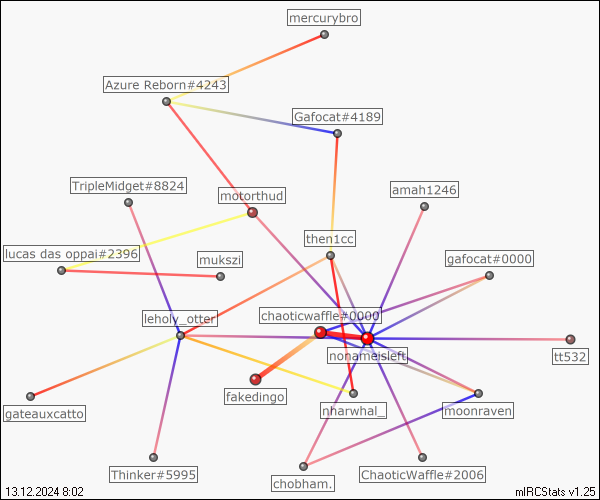 mercurybro
Azure Reborn#4243
Gafocat#4189
TripleMidget#8824
motorthud
amah1246
then1cc
lucas das oppai#2396
mukszi
gafocat#0000
leholy_otter
chaoticwaffle#0000
nonameisleft
tt532
fakedingo
gateauxcatto
nharwhal_
moonraven
Thinker#5995
chobham.
ChaoticWaffle#2006
13.12.2024 8:02
mIRCStats v1.25